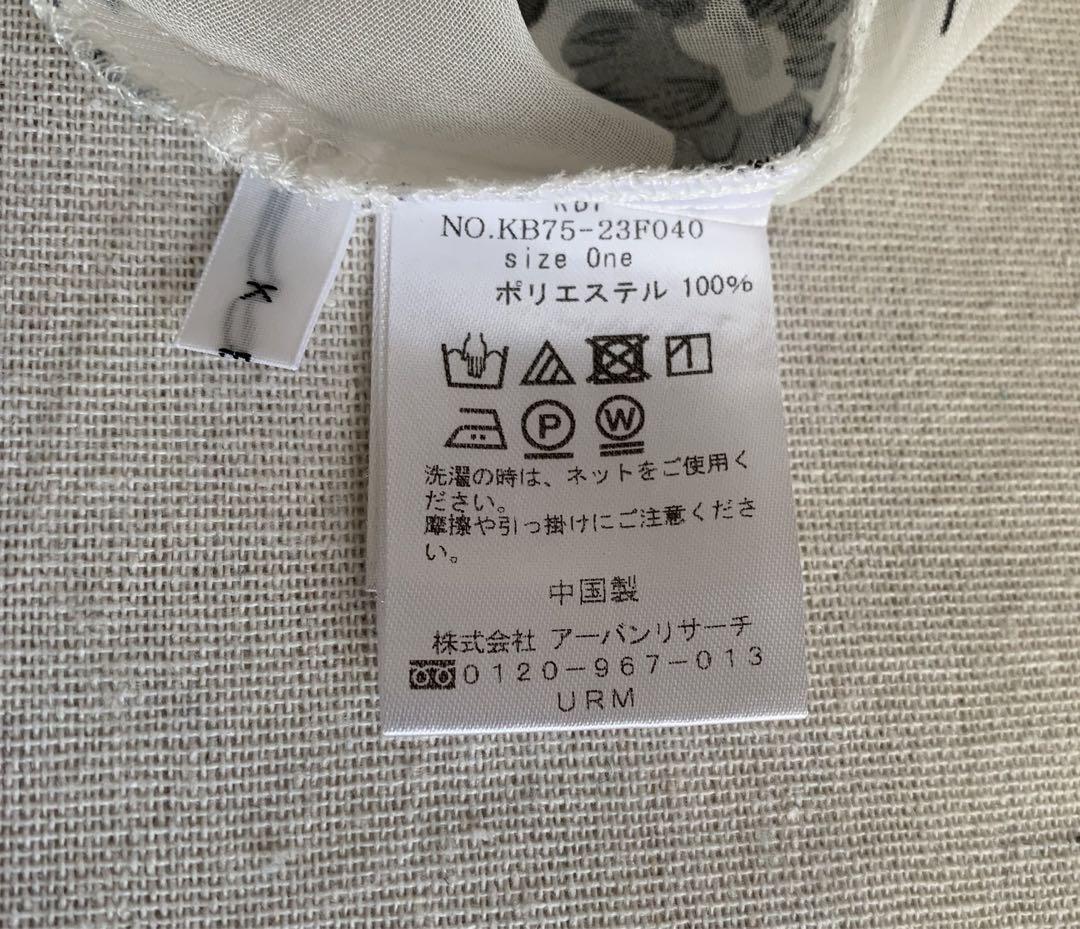 NO.KB75-23F040
size One
ポリエステル 100%
P W
洗濯の時は、ネットをご使用く
ださい。
摩擦や引っ掛けにご注意くださ
い。
中国製
株式会社 アーバンリサーチ
0120-967-013
URM